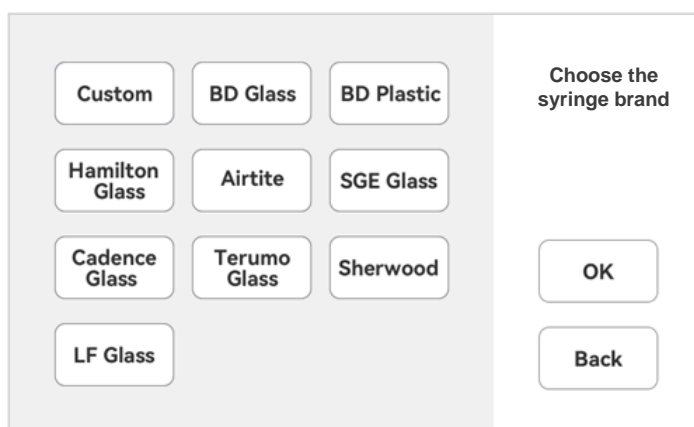 Custom
BD Glass
BD Plastic
Choose the
syringe brand
Hamilton
Glass
Airtite
SGE Glass
Cadence
Glass
Terumo
Glass
Sherwood
OK
LF Glass
Back